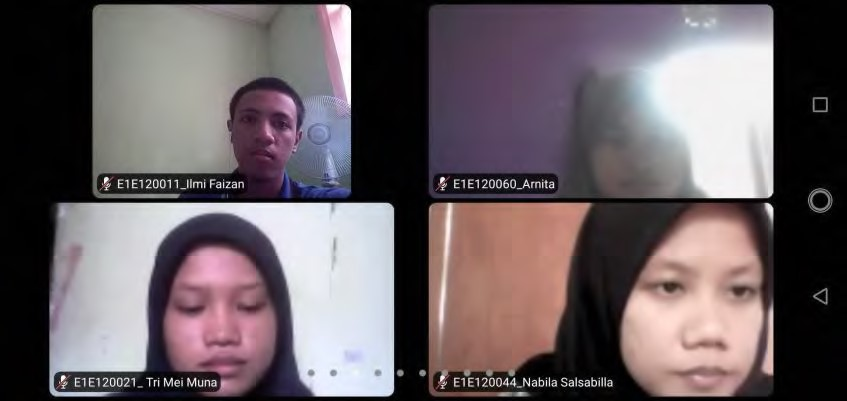 E1E120011_Ilmi Faizan
E1E120060_Arnita
E1E120021_ Tri Mei Muna
E1E120044_Nabila Salsabilla